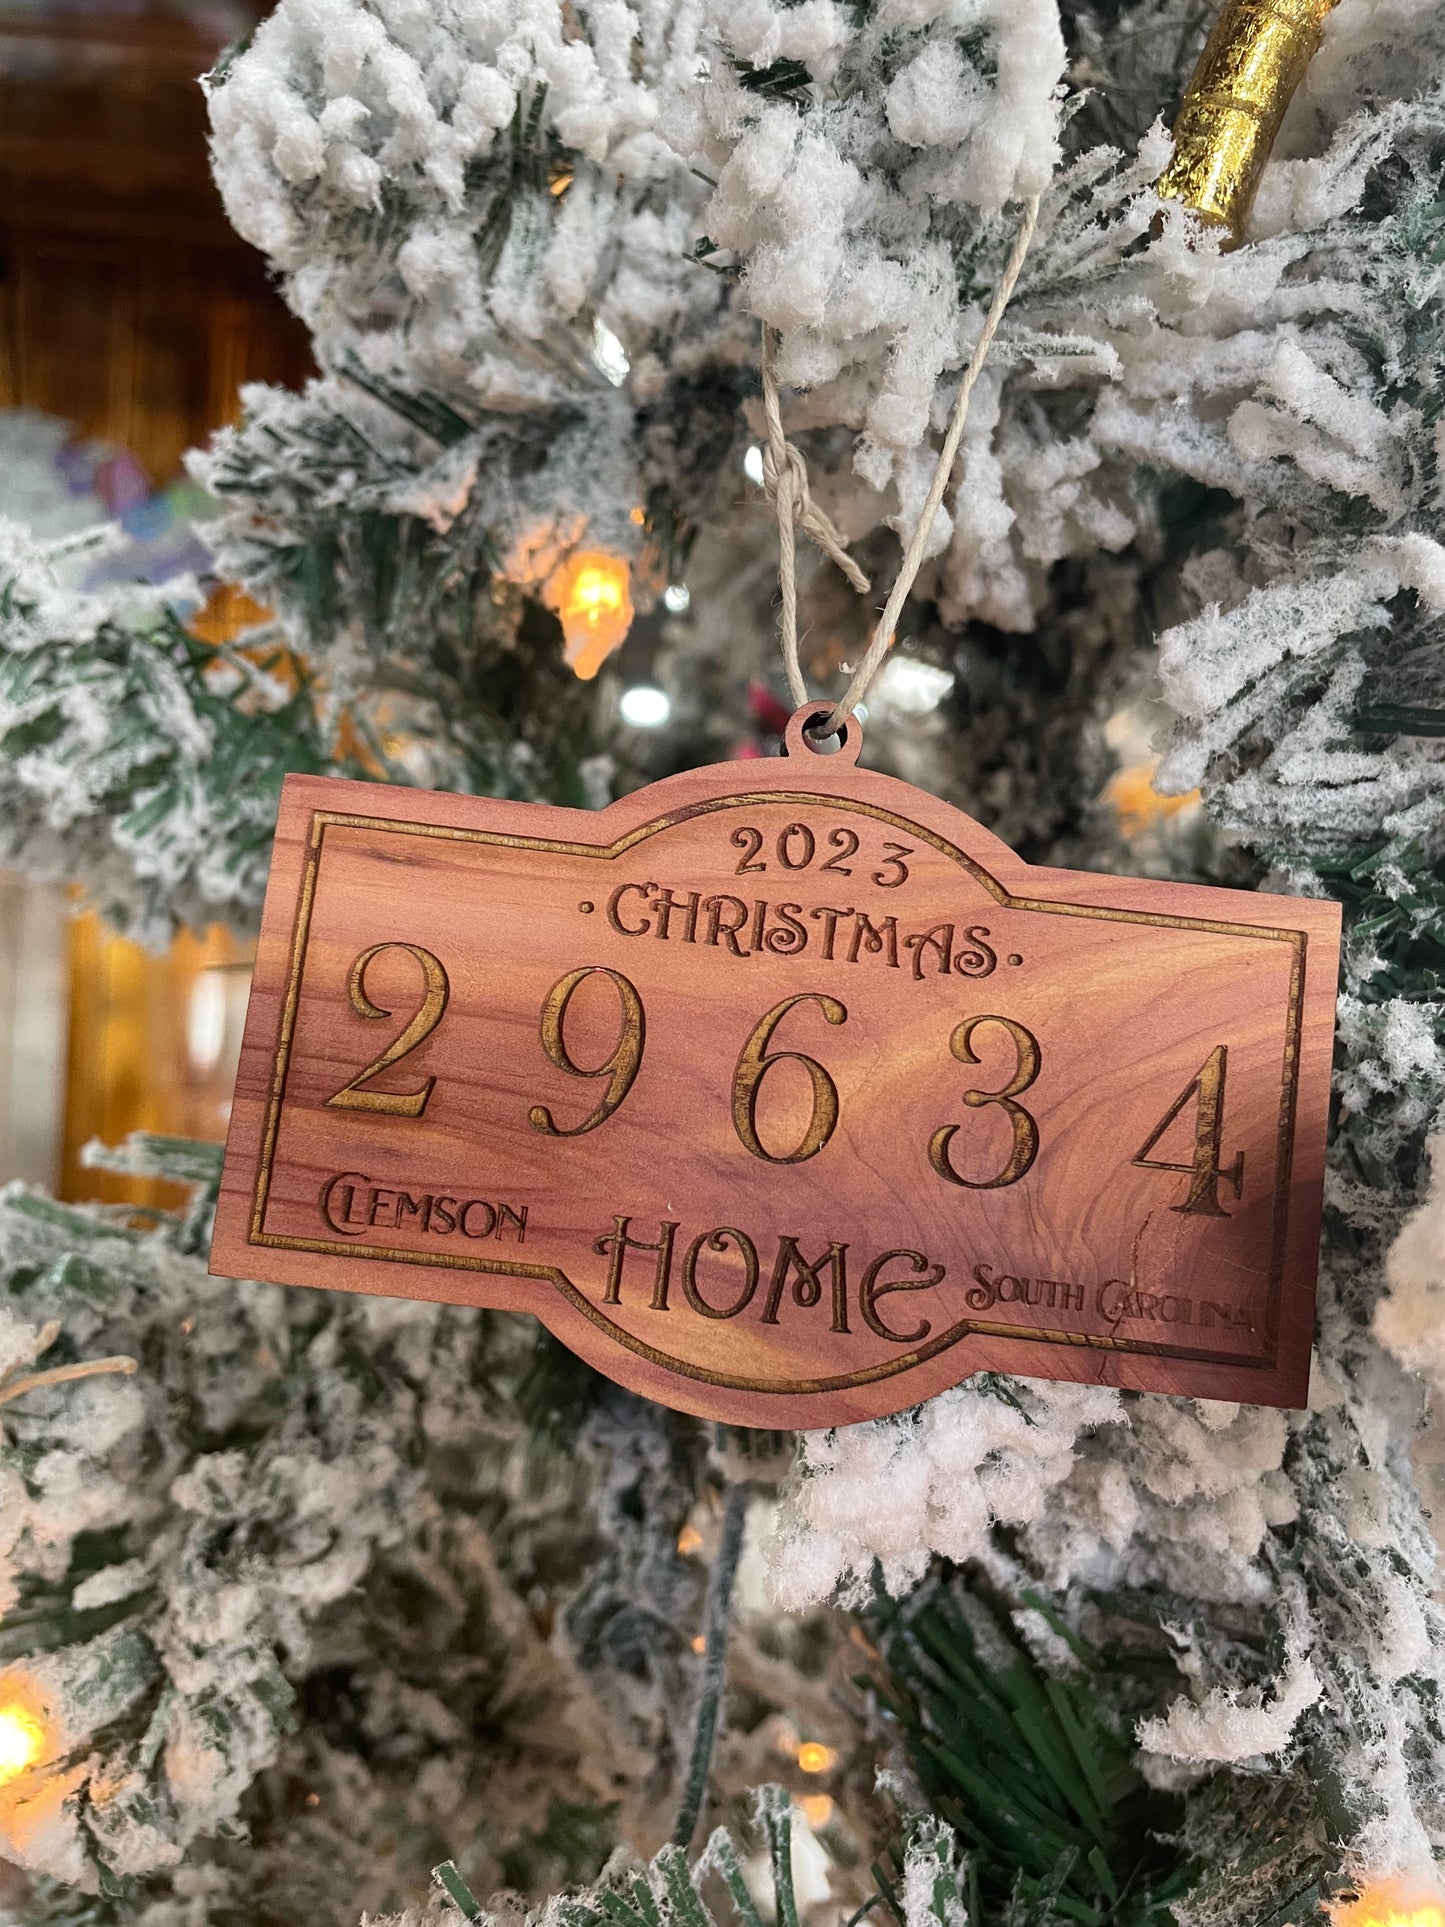 2023
·CHRISTMAS·
29634
CLEMSON HOME SOUTH CAROLINA